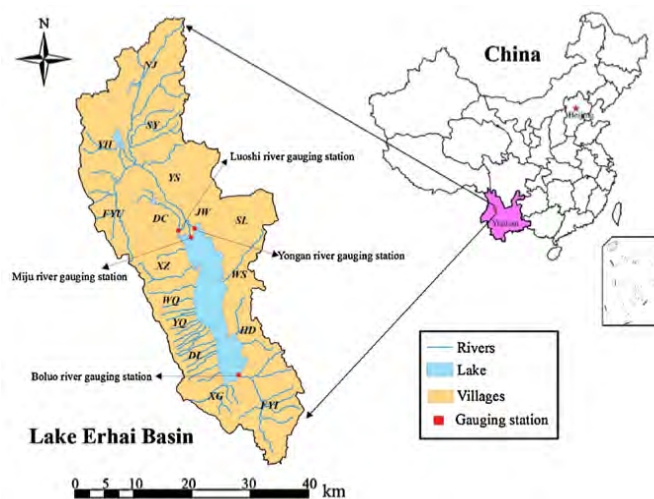 N
China
Beijing
NJ
SY
YH
Luoshi river gauging station
YS
FYU
DC
JW
SL
Yunnan
Miju river gauging station
Yongan river gauging station
XZ
WS
WQ
YQ
HD
DL
Boluo river gauging station
XG
FYI
Rivers
Lake
Villages
Gauging station
Lake Erhai Basin
0 10 20 30 40
km